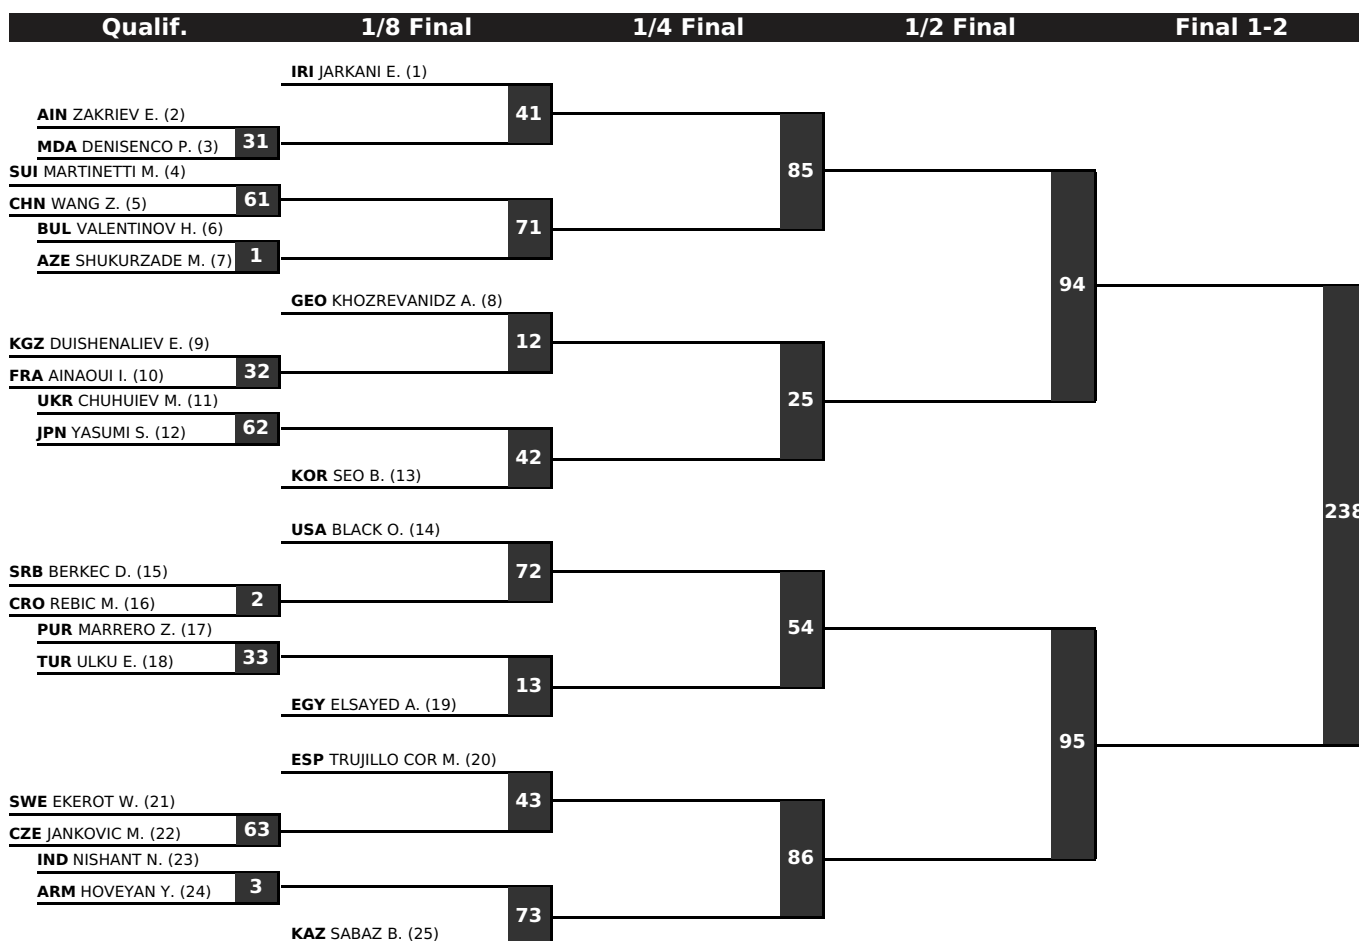 Qualif. 1/8 Final 1/4 Final 1/2 Final Final 1-2
IRI JARKANI E. (1)
41
AIN ZAKRIEV E. (2)
31
MDA DENISENCO P. (3)
SUI MARTINETTI M. (4)
85
61
CHN WANG Z. (5)
71
BUL VALENTINOV H. (6)
1
AZE SHUKURZADE M. (7)
94
GEO KHOZREVANIDZ A. (8)
12
KGZ DUISHENALIEV E. (9)
32
FRA AINAOUI I. (10)
25
UKR CHUHUIEV M. (11)
62
JPN YASUMI S. (12)
42
KOR SEO B. (13)
238
USA BLACK O. (14)
72
SRB BERKEC D. (15)
2
CRO REBIC M. (16)
54
PUR MARRERO Z. (17)
33
TUR ULKU E. (18)
13
EGY ELSAYED A. (19)
95
ESP TRUJILLO COR M. (20)
43
SWE EKEROT W. (21)
63
CZE JANKOVIC M. (22)
86
IND NISHANT N. (23)
3
ARM HOVEYAN Y. (24)
73
KAZ SABAZ B. (25)